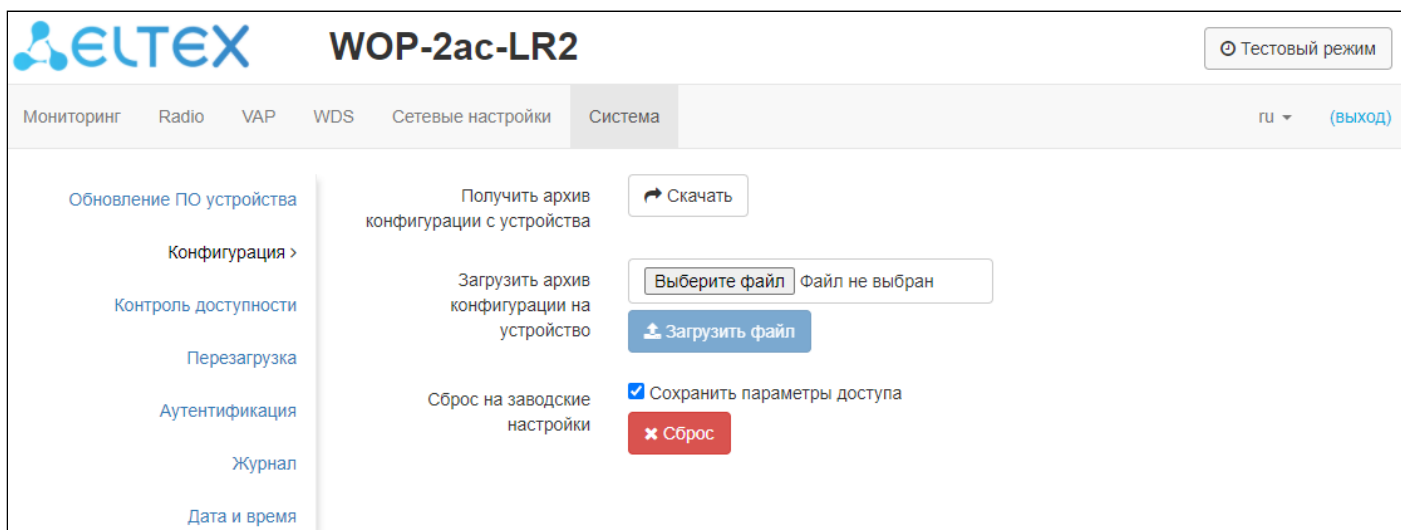 ELTEX
WOP-2ac-LR2
Тестовый режим
Мониторинг Radio VAP WDS Сетевые настройки Система ru (выход)
Обновление ПО устройства
Конфигурация >
Контроль доступности
Перезагрузка
Аутентификация
Журнал
Дата и время
Получить архив
конфигурации с устройства
Скачать
Загрузить архив
конфигурации на
устройство
Выберите файл Файл не выбран
Загрузить файл
Сброс на заводские
настройки
Сохранить параметры доступа
Сброс